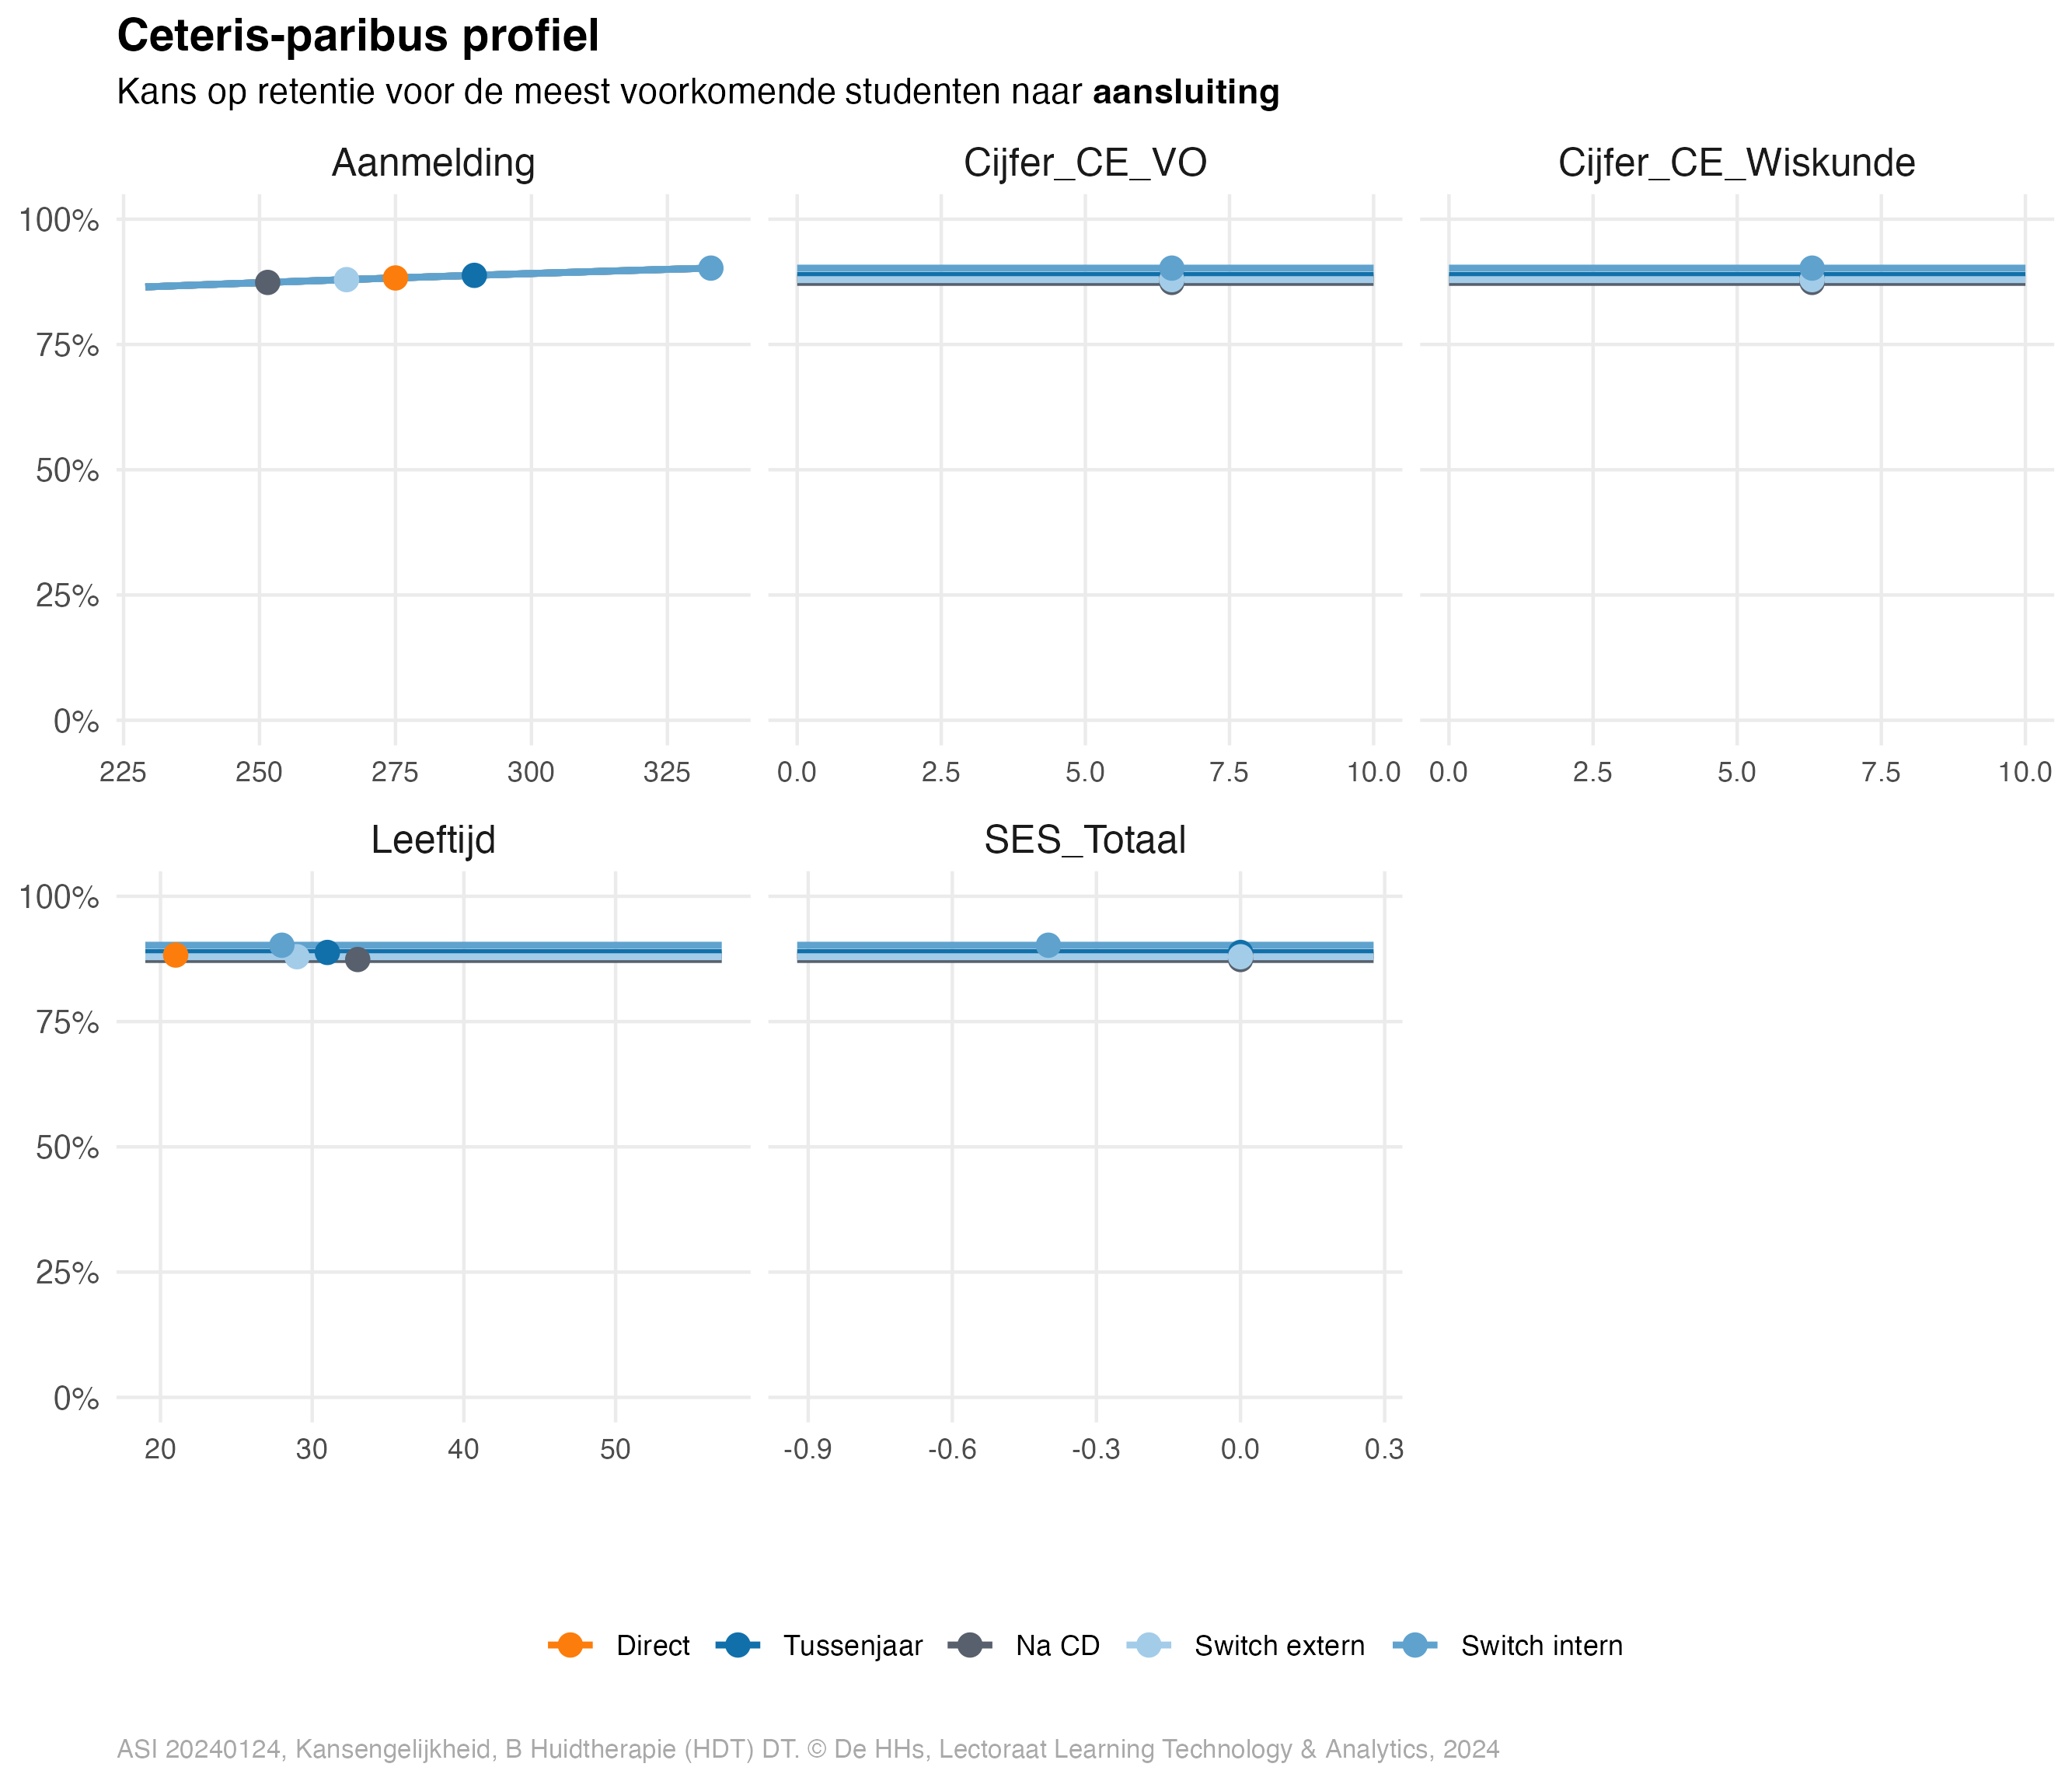 Ceteris-paribus profiel
Kans op retentie voor de meest voorkomende studenten naar aansluiting
Aanmelding Cijfer_CE_VO Cijfer_CE_Wiskunde
100%
75%
50%
25%
0%
225 250 275 300 325 0.0 2.5 5.0 7.5 10.0 0.0 2.5 5.0 7.5 10.0
Leeftijd SES_Totaal
100%
75%
50%
25%
0%
20 30 40 50 -0.9 -0.6 -0.3 0.0 0.3
Direct Tussenjaar Na CD Switch extern Switch intern
ASI 20240124, Kansengelijkheid, B Huidtherapie (HDT) DT. © De HHs, Lectoraat Learning Technology & Analytics, 2024